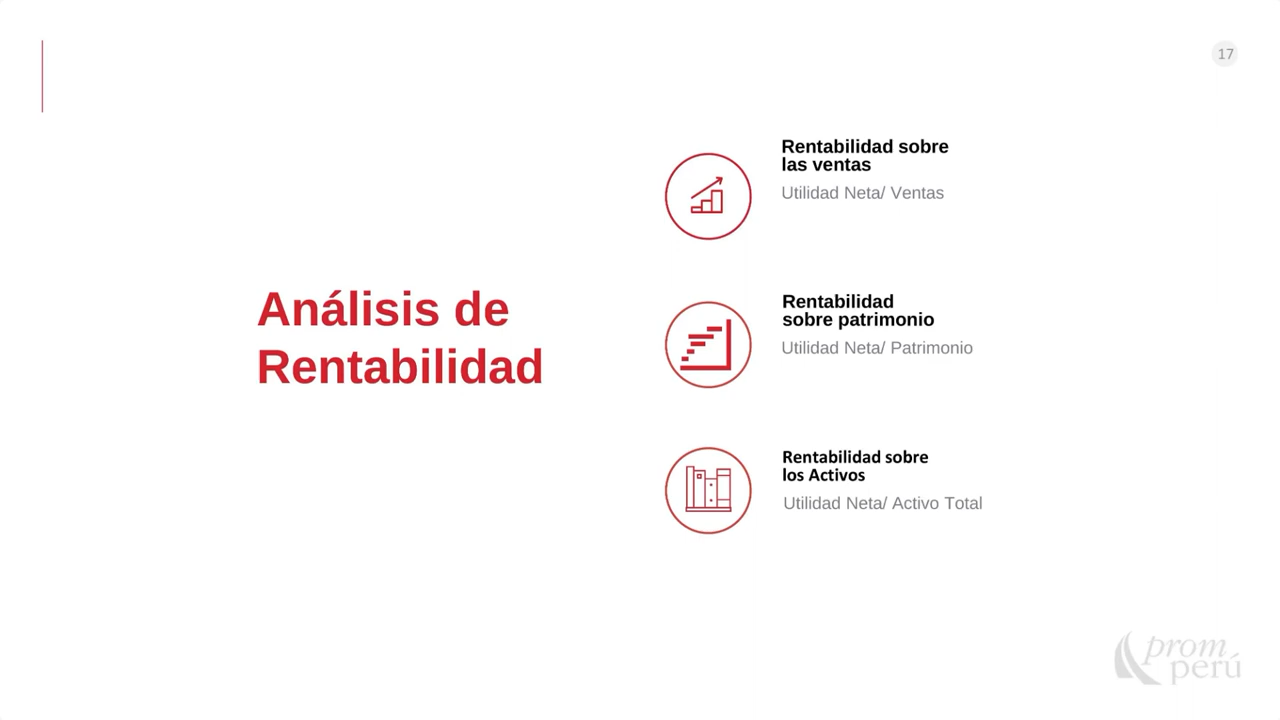 17
Análisis de
Rentabilidad
Rentabilidad sobre
las ventas
Utilidad Neta/ Ventas
Rentabilidad
sobre patrimonio
Utilidad Neta/ Patrimonio
Rentabilidad sobre
los Activos
Utilidad Neta/ Activo Total
prom
perú